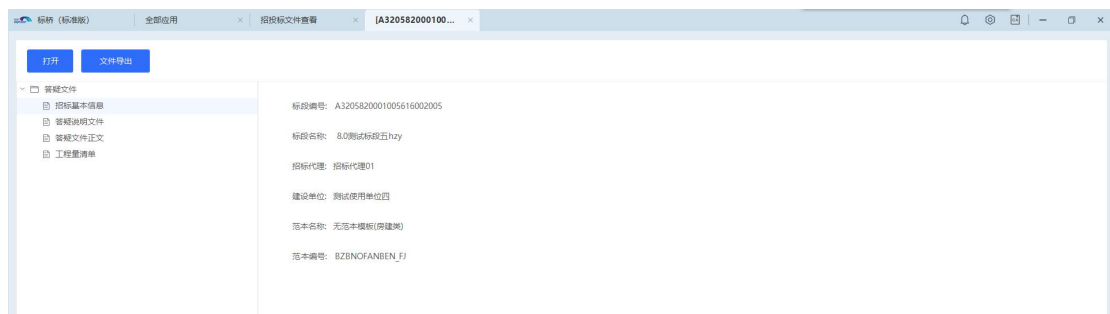 标桥（标准版）
全部应用
招投标文件查看
[A320582000100...
打开
文件导出
答疑文件
招标基本信息
答疑说明文件
答疑文件正文
工程量清单
标段编号: A3205820001005616002005
标段名称: 8.0测试标段五hzy
招标代理: 招标代理01
建设单位: 测试使用单位四
范本名称: 无范本模板(房建类)
范本编号: BZBNOFANBEN_FJ